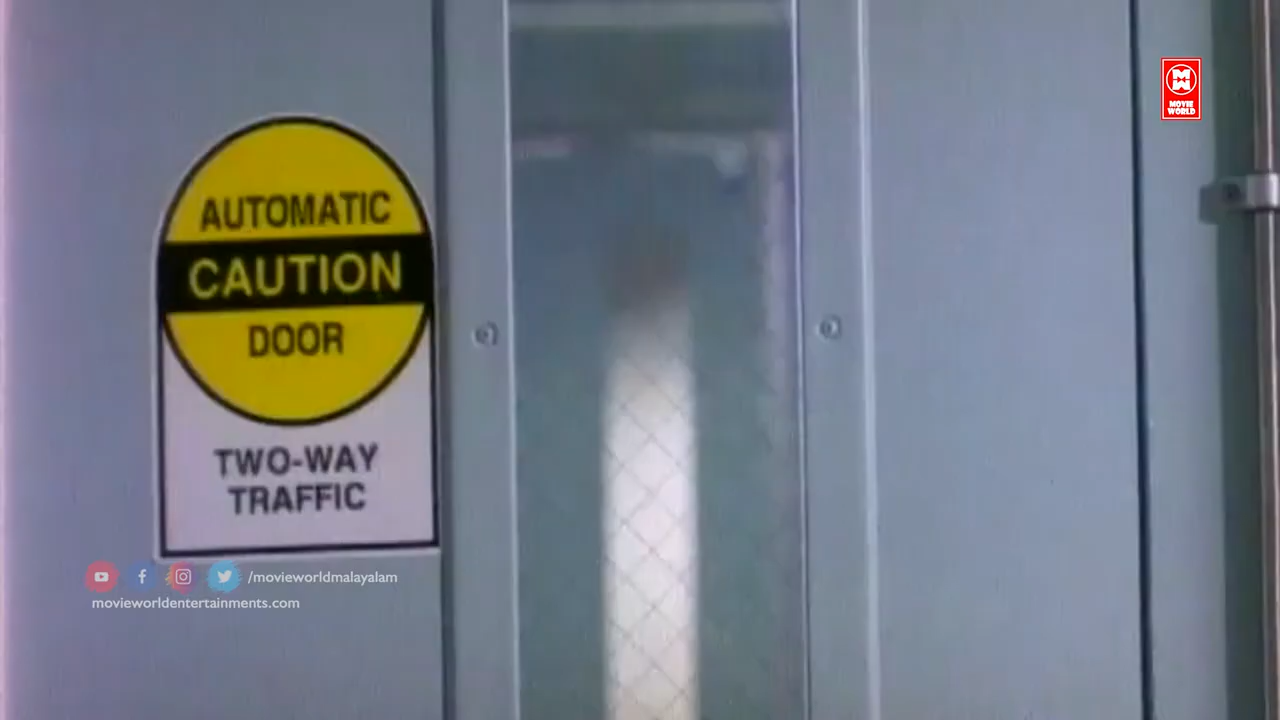 MOVIE
WORLD
AUTOMATIC
CAUTION
DOOR
TWO-WAY
TRAFFIC
/movieworldmalayalam
movieworldentertainments.com